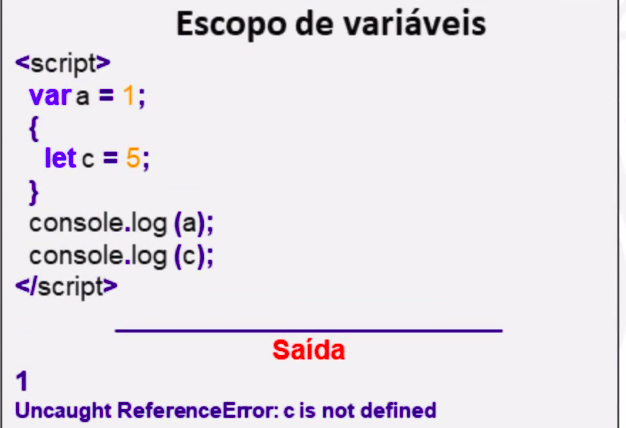 Escopo de variáveis
<script>
var a = 1;
{
let c = 5;
}
console.log (a);
console.log (c);
</script>
Saída
1
Uncaught ReferenceError: c is not defined